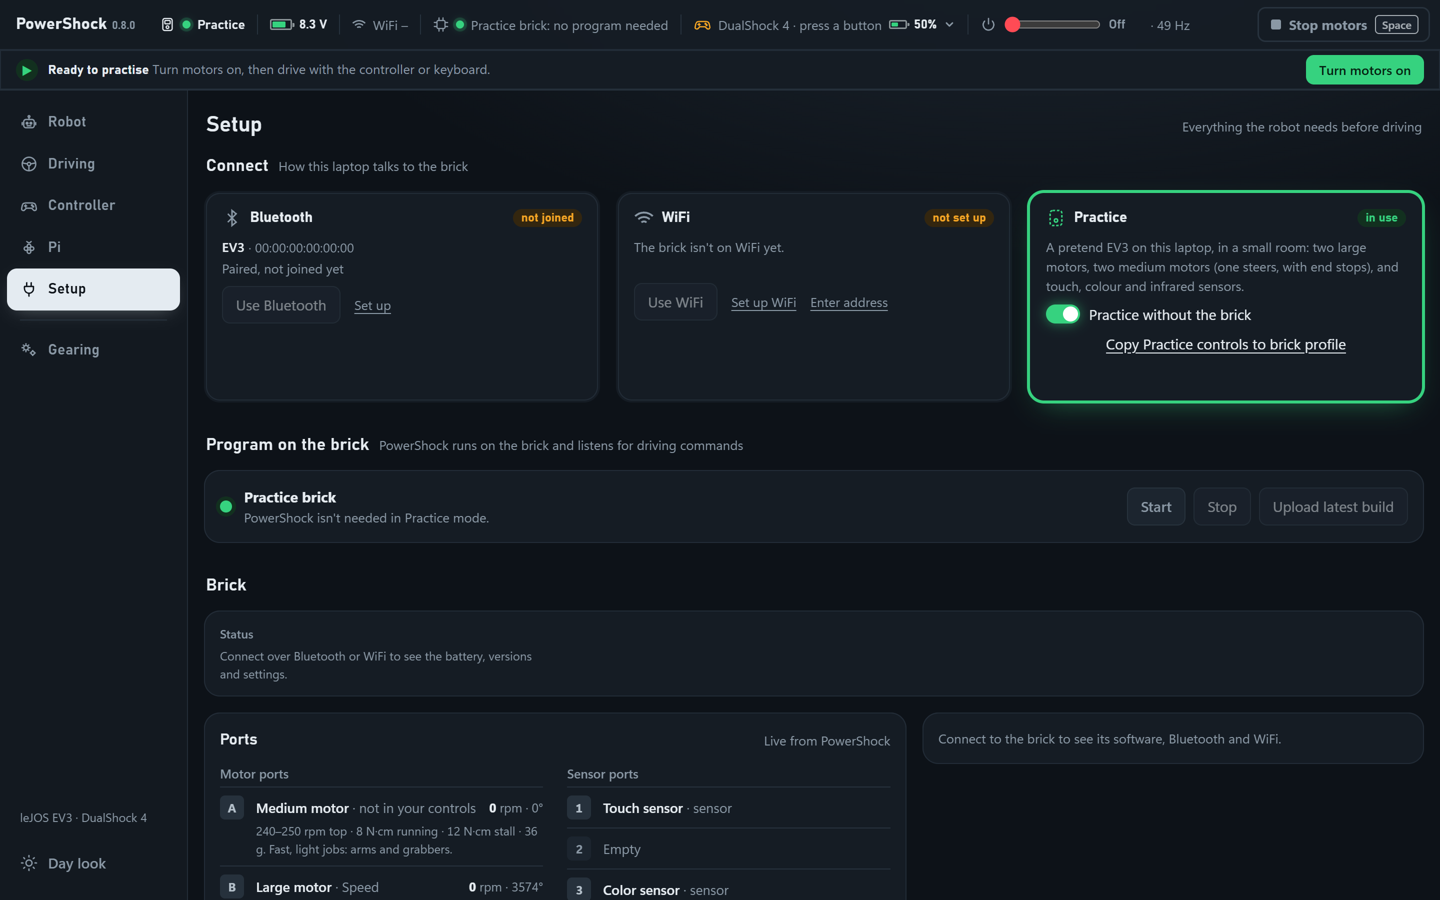 PowerShock 0.8.0
Practice
8.3 V
WiFi –
Practice brick: no program needed
DualShock 4 · press a button
50%
Off
· 49 Hz
Stop motors Space
Ready to practise Turn motors on, then drive with the controller or keyboard.
Turn motors on
Robot
Driving
Controller
Pi
Setup
Gearing
leJOS EV3 · DualShock 4
Day look
Setup
Everything the robot needs before driving
Connect How this laptop talks to the brick
Bluetooth
not joined
EV3 · 00:00:00:00:00:00
Paired, not joined yet
Use Bluetooth
Set up
WiFi
not set up
The brick isn't on WiFi yet.
Use WiFi
Set up WiFi
Enter address
Practice
in use
A pretend EV3 on this laptop, in a small room: two large
motors, two medium motors (one steers, with end stops), and
touch, colour and infrared sensors.
Practice without the brick
Copy Practice controls to brick profile
Program on the brick PowerShock runs on the brick and listens for driving commands
Practice brick
PowerShock isn't needed in Practice mode.
Start
Stop
Upload latest build
Brick
Status
Connect over Bluetooth or WiFi to see the battery, versions
and settings.
Ports
Live from PowerShock
Motor ports
A Medium motor · not in your controls 0 rpm · 0°
240–250 rpm top · 8 N·cm running · 12 N·cm stall · 36
g. Fast, light jobs: arms and grabbers.
B Large motor · Speed 0 rpm · 3574°
Sensor ports
1 Touch sensor · sensor
2 Empty
3 Color sensor · sensor
Connect to the brick to see its software, Bluetooth and WiFi.